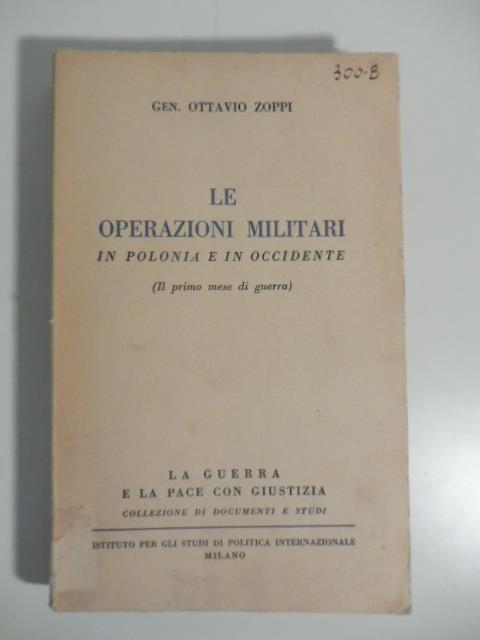 300-B
GEN. OTTAVIO ZOPPI
LE
OPERAZIONI MILITARI
IN POLONIA E IN OCCIDENTE
(Il primo mese di guerra)
LA GUERRA
E LA PACE CON GIUSTIZIA
COLLEZIONE DI DOCUMENTI E STUDI
ISTITUTO PER GLI STUDI DI POLITICA INTERNAZIONALE
MILANO